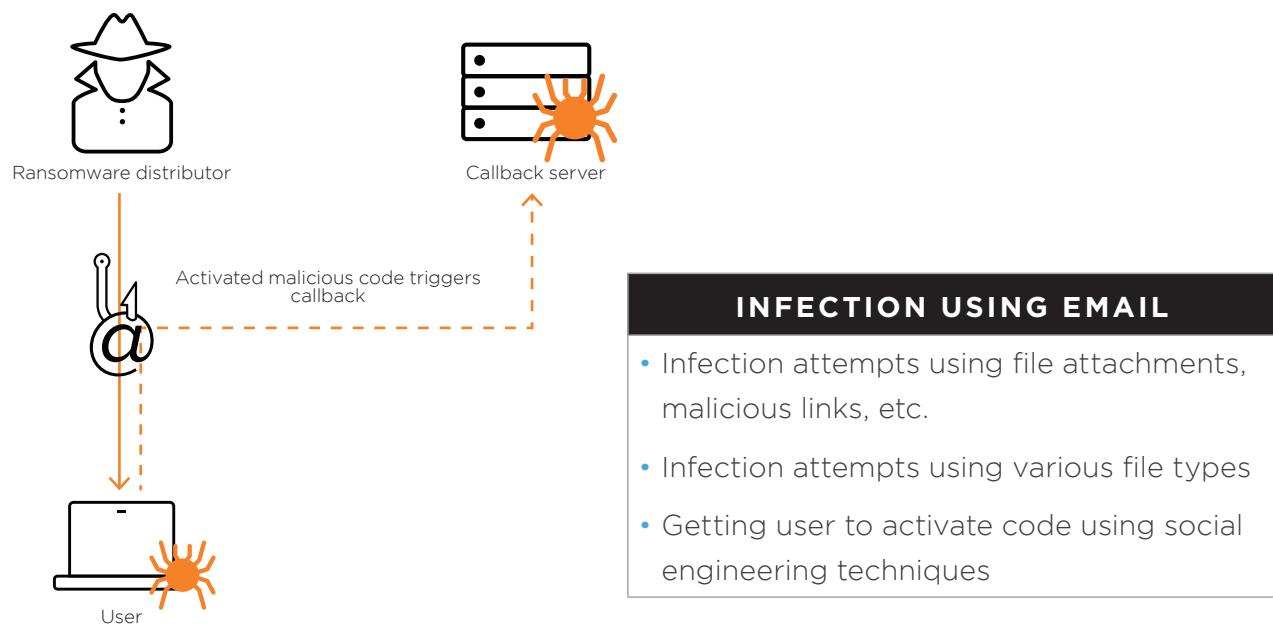 Ransomware distributor
Callback server
Activated malicious code triggers
callback
@
User
INFECTION USING EMAIL
• Infection attempts using file attachments,
malicious links, etc.
• Infection attempts using various file types
• Getting user to activate code using social
engineering techniques